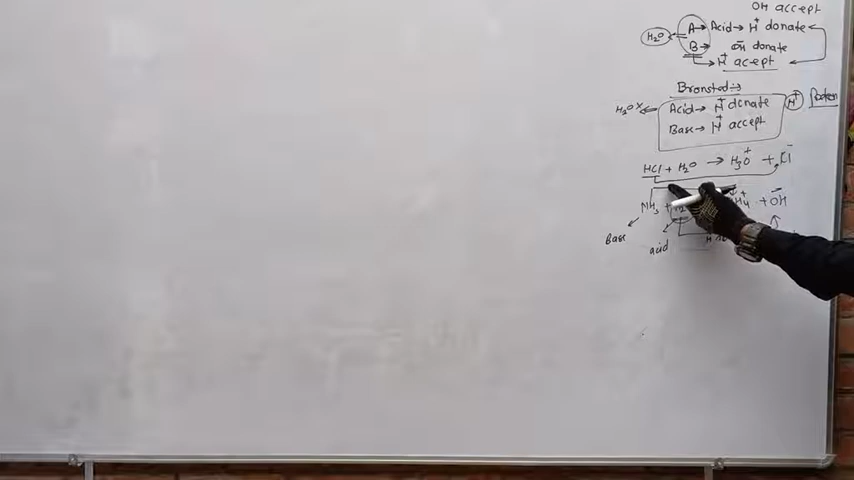 OH accept
H₂O A → Acid → H⁺ donate
B → OH⁻ donate
→ H⁺ accept
Bronsted :→
H₂O X Acid → H⁺ donate H⁺ Proton
Base → H⁺ accept
HCl + H₂O → H₃O⁺ + Cl⁻
NH₃ + H₄⁺ + OH⁻
Base acid